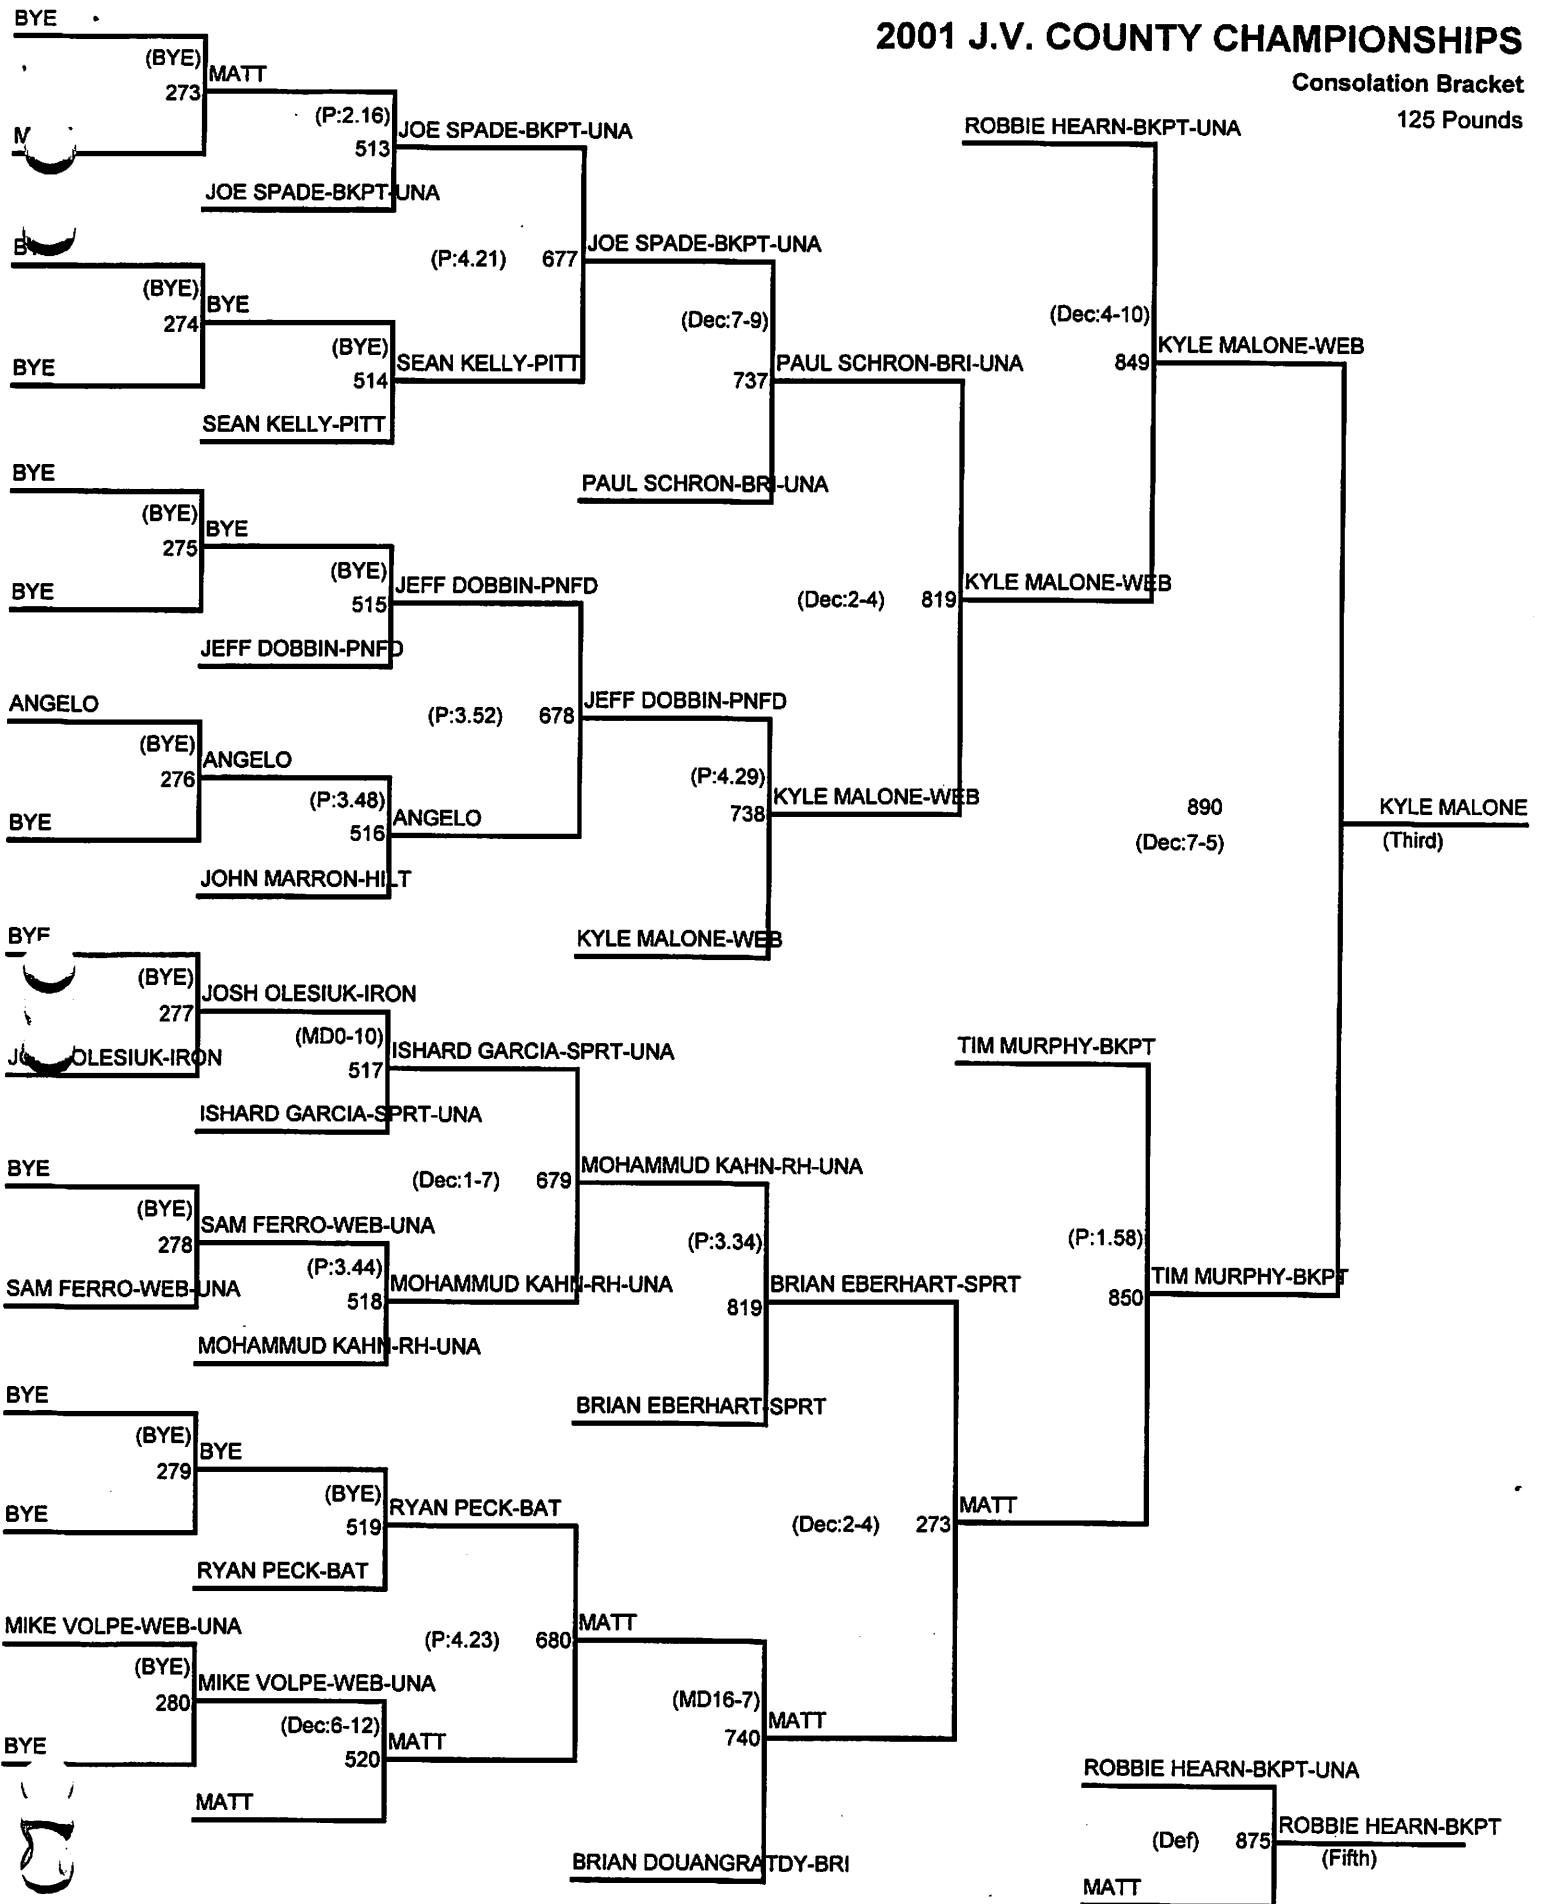 2001 J.V. COUNTY CHAMPIONSHIPS
Consolation Bracket
125 Pounds
BYE
(BYE)
273
MATT
(P:2.16)
513
JOE SPADE-BKPT-UNA
JOE SPADE-BKPT-UNA
(BYE)
274
BYE
BYE
(BYE)
514
SEAN KELLY-PITT
SEAN KELLY-PITT
(P:4.21) 677
JOE SPADE-BKPT-UNA
(Dec:7-9)
737
PAUL SCHRON-BRI-UNA
PAUL SCHRON-BRI-UNA
BYE
(BYE)
275
BYE
BYE
(BYE)
515
JEFF DOBBIN-PNFD
JEFF DOBBIN-PNFD
ANGELO
(BYE)
276
ANGELO
BYE
(P:3.48)
516
ANGELO
JOHN MARRON-HILT
(P:3.52) 678
JEFF DOBBIN-PNFD
(P:4.29)
738
KYLE MALONE-WEB
KYLE MALONE-WEB
(Dec:2-4) 819
KYLE MALONE-WEB
ROBBIE HEARN-BKPT-UNA
(Dec:4-10)
849
KYLE MALONE-WEB
890
(Dec:7-5)
KYLE MALONE
(Third)
(BYE)
277
JOSH OLESIUK-IRON
OLESIUK-IRON
(MD0-10)
517
ISHARD GARCIA-SPRT-UNA
ISHARD GARCIA-SPRT-UNA
BYE
(BYE)
278
SAM FERRO-WEB-UNA
SAM FERRO-WEB-UNA
(P:3.44)
518
MOHAMMUD KAHN-RH-UNA
MOHAMMUD KAHN-RH-UNA
(Dec:1-7) 679
MOHAMMUD KAHN-RH-UNA
(P:3.34)
819
BRIAN EBERHART-SPRT
BRIAN EBERHART-SPRT
BYE
(BYE)
279
BYE
BYE
(BYE)
519
RYAN PECK-BAT
RYAN PECK-BAT
MIKE VOLPE-WEB-UNA
(BYE)
280
MIKE VOLPE-WEB-UNA
BYE
(Dec:6-12)
520
MATT
MATT
(P:4.23) 680
MATT
(MD16-7)
740
MATT
BRIAN DOUANGRATDY-BRI
(Dec:2-4) 273
MATT
TIM MURPHY-BKPT
(P:1.58)
850
TIM MURPHY-BKPT
ROBBIE HEARN-BKPT-UNA
(Def) 875
ROBBIE HEARN-BKPT
(Fifth)
MATT